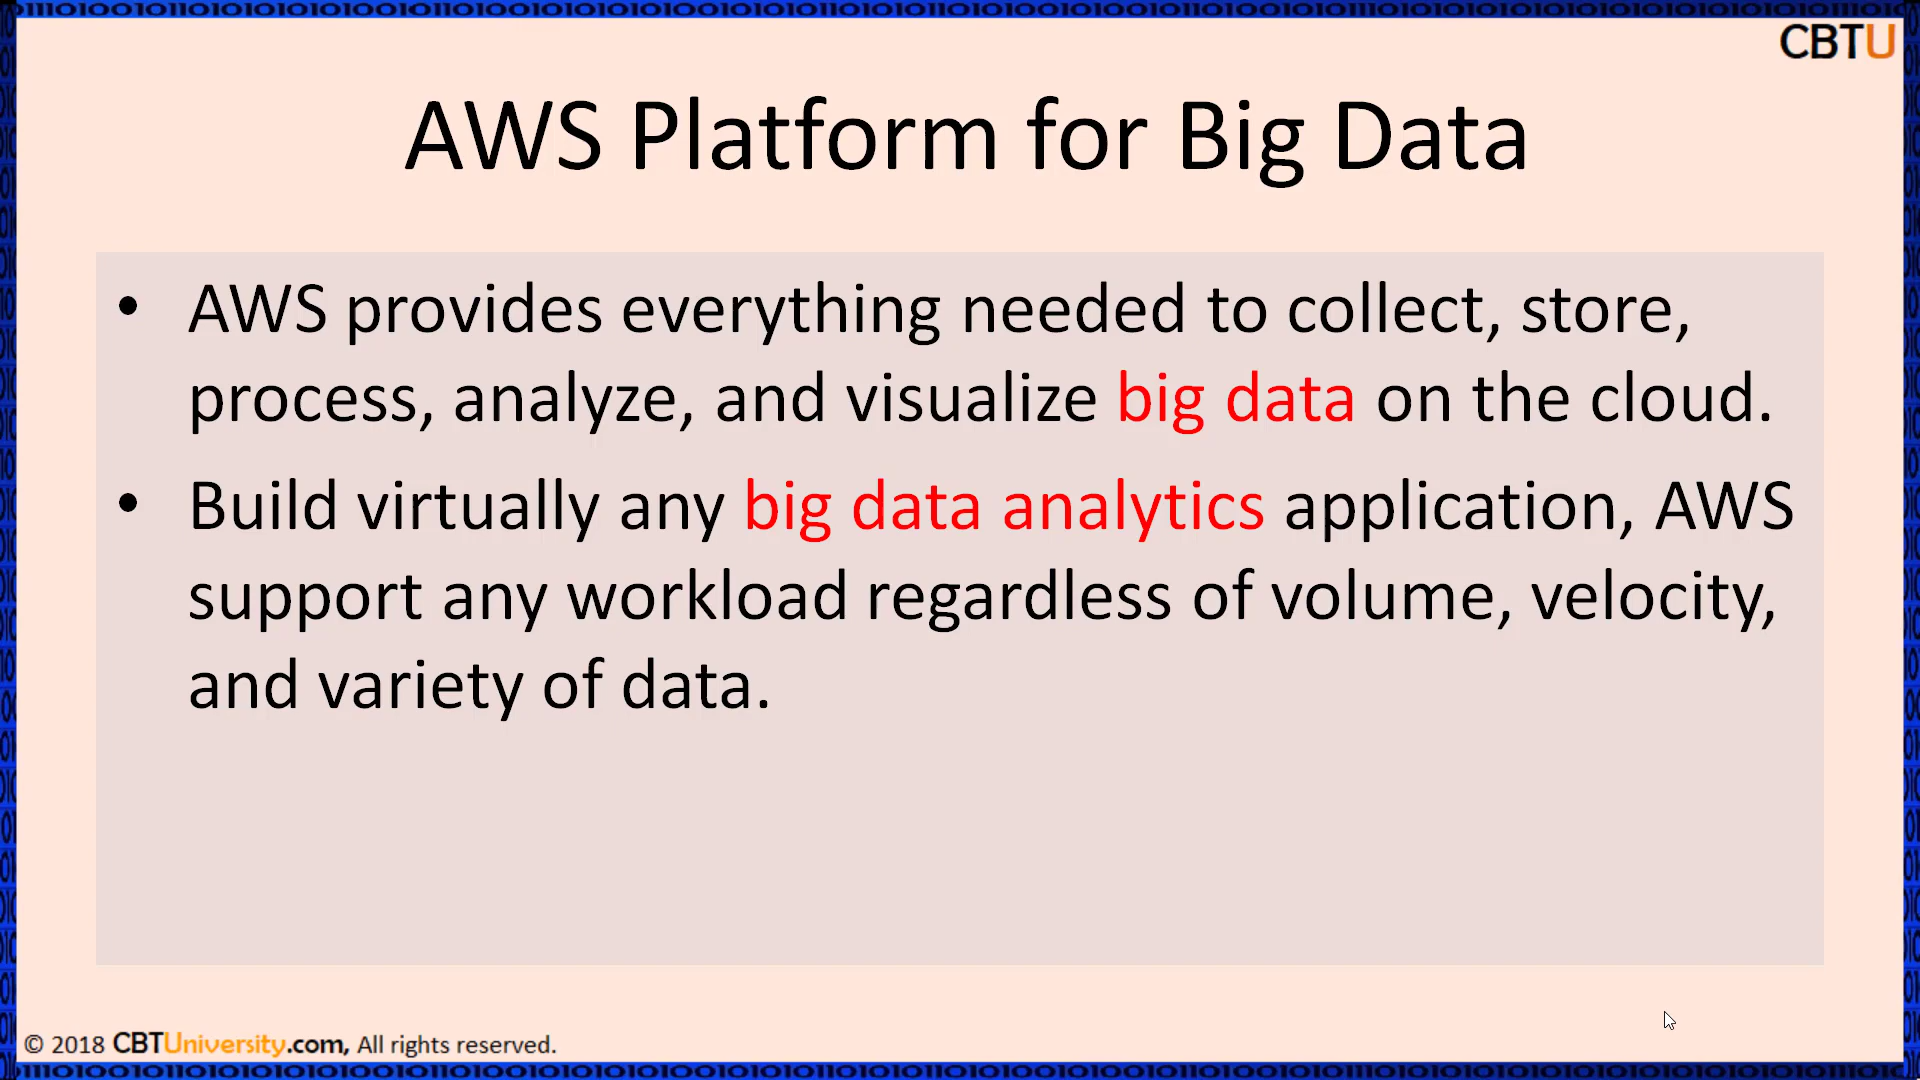 CBTU
AWS Platform for Big Data
• AWS provides everything needed to collect, store,
process, analyze, and visualize big data on the cloud.
• Build virtually any big data analytics application, AWS
support any workload regardless of volume, velocity,
and variety of data.
© 2018 CBTUniversity.com, All rights reserved.